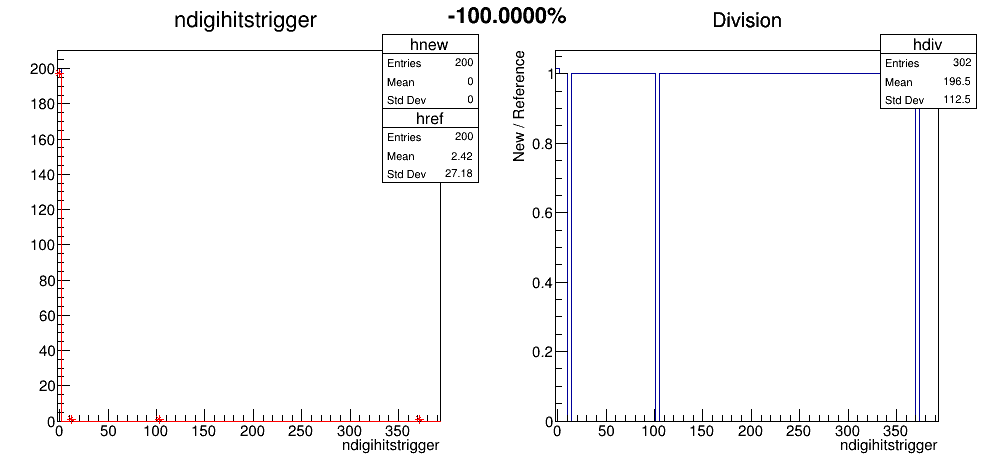 ndigihitstrigger
-100.0000%
Division
hnew
Entries 200
Mean 0
Std Dev 0
href
Entries 200
Mean 2.42
Std Dev 27.18
200
180
160
140
120
100
80
60
40
20
0
0 50 100 150 200 250 300 350
ndigihitstrigger
hdiv
Entries 302
Mean 196.5
Std Dev 112.5
New / Reference
1
0.8
0.6
0.4
0.2
0
0 50 100 150 200 250 300 350
ndigihitstrigger